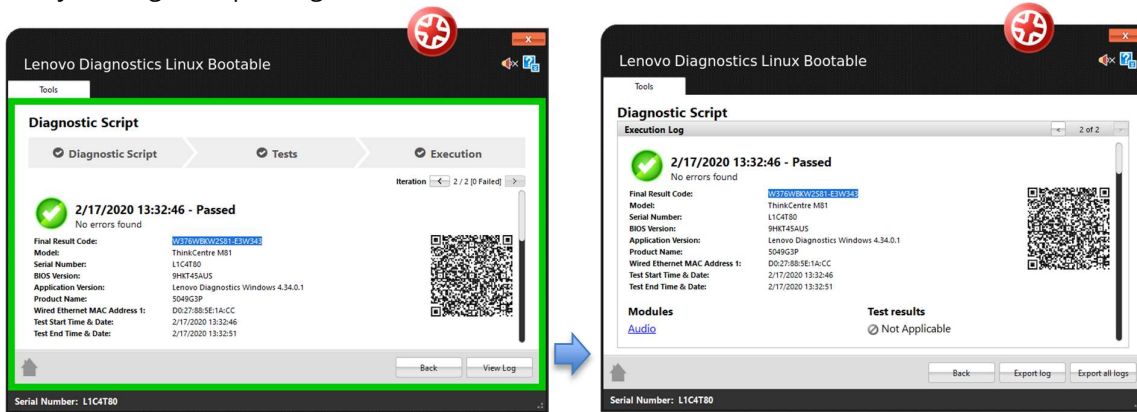 x
Lenovo Diagnostics Linux Bootable
Tools
Diagnostic Script
Diagnostic Script
Tests
Execution
Iteration
2 / 2 [0 Failed]
2/17/2020 13:32:46 - Passed
No errors found
Final Result Code: W376WBKW2S81-E3W343
Model: ThinkCentre M81
Serial Number: L1C4T80
BIOS Version: 9HKT45AUS
Application Version: Lenovo Diagnostics Windows 4.34.0.1
Product Name: 5049G3P
Wired Ethernet MAC Address 1: D0:27:88:5E:1A:CC
Test Start Time & Date: 2/17/2020 13:32:46
Test End Time & Date: 2/17/2020 13:32:51
Back
View Log
Serial Number: L1C4T80
x
Lenovo Diagnostics Linux Bootable
Tools
Diagnostic Script
Execution Log
2 of 2
2/17/2020 13:32:46 - Passed
No errors found
Final Result Code: W376WBKW2S81-E3W343
Model: ThinkCentre M81
Serial Number: L1C4T80
BIOS Version: 9HKT45AUS
Application Version: Lenovo Diagnostics Windows 4.34.0.1
Product Name: 5049G3P
Wired Ethernet MAC Address 1: D0:27:88:5E:1A:CC
Test Start Time & Date: 2/17/2020 13:32:46
Test End Time & Date: 2/17/2020 13:32:51
Modules
Test results
Audio
Not Applicable
Back
Export log
Export all logs
Serial Number: L1C4T80